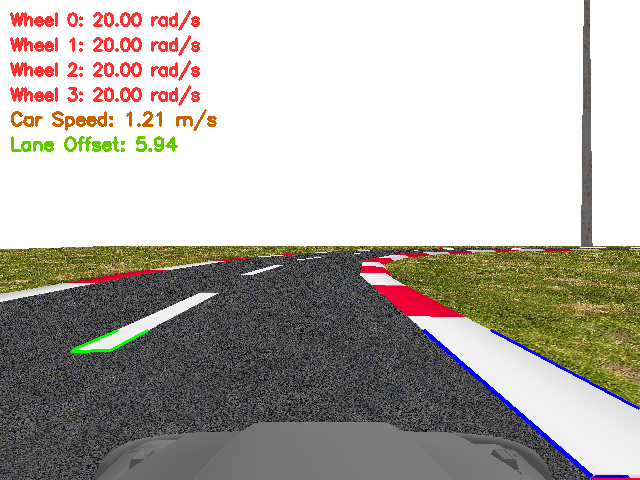 Wheel 0: 20.00 rad/s
Wheel 1: 20.00 rad/s
Wheel 2: 20.00 rad/s
Wheel 3: 20.00 rad/s
Car Speed: 1.21 m/s
Lane Offset: 5.94